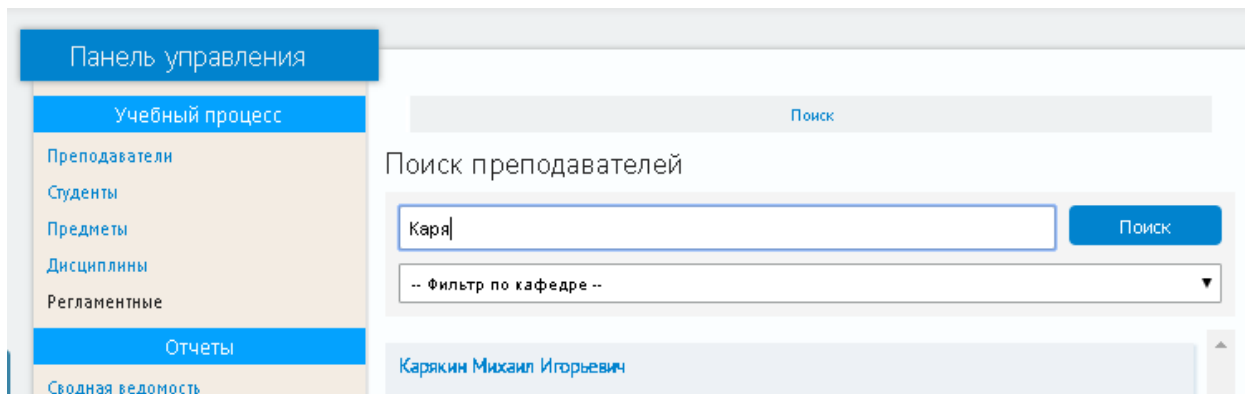 Панель управления
Учебный процесс
Преподаватели
Студенты
Предметы
Дисциплины
Регламентные
Отчеты
Сводная ведомость
Поиск
Поиск преподавателей
Каря
Поиск
-- Фильтр по кафедре --
Карякин Михаил Игорьевич